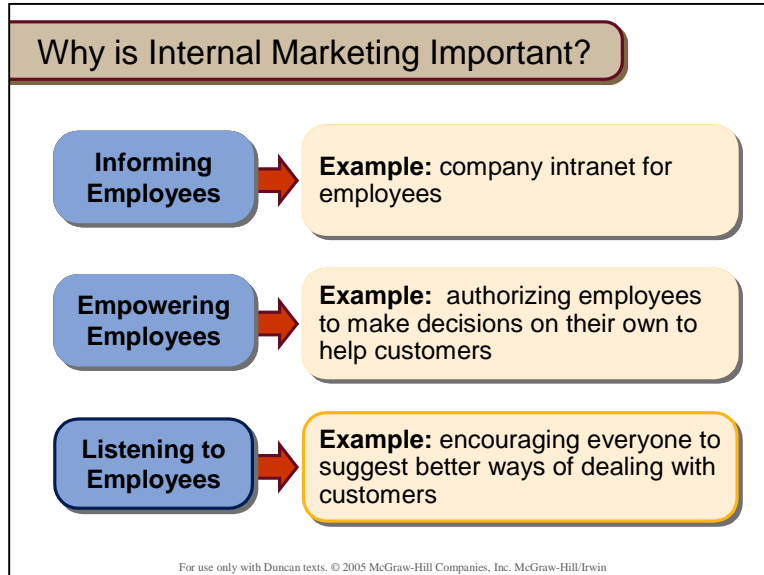 Why is Internal Marketing Important?
Informing
Employees
Example: company intranet for
employees
Empowering
Employees
Example: authorizing employees
to make decisions on their own to
help customers
Listening to
Employees
Example: encouraging everyone to
suggest better ways of dealing with
customers
For use only with Duncan texts. © 2005 McGraw-Hill Companies, Inc. McGraw-Hill/Irwin